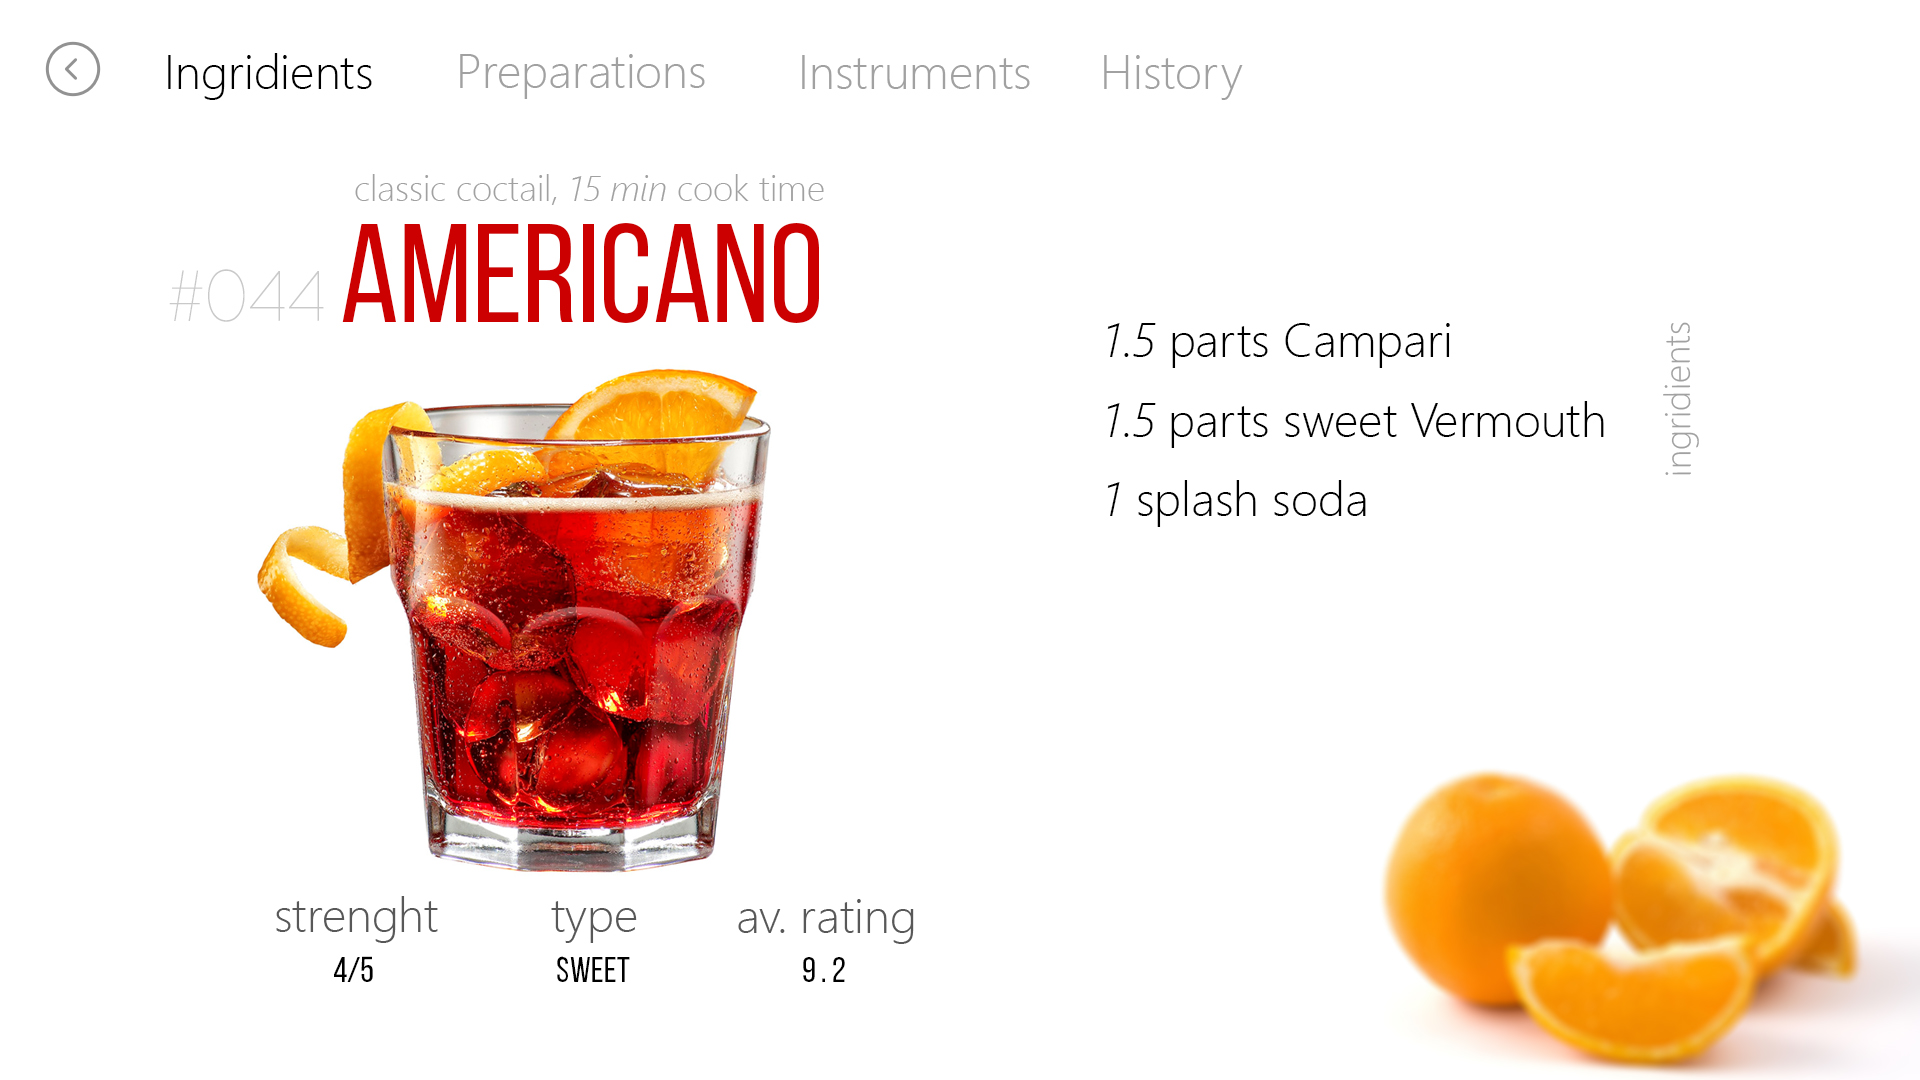 Ingridients Preparations Instruments History
classic coctail, 15 min cook time
#044 AMERICANO
1.5 parts Campari
1.5 parts sweet Vermouth
1 splash soda
ingridients
strenght type av. rating
4/5 SWEET 9.2